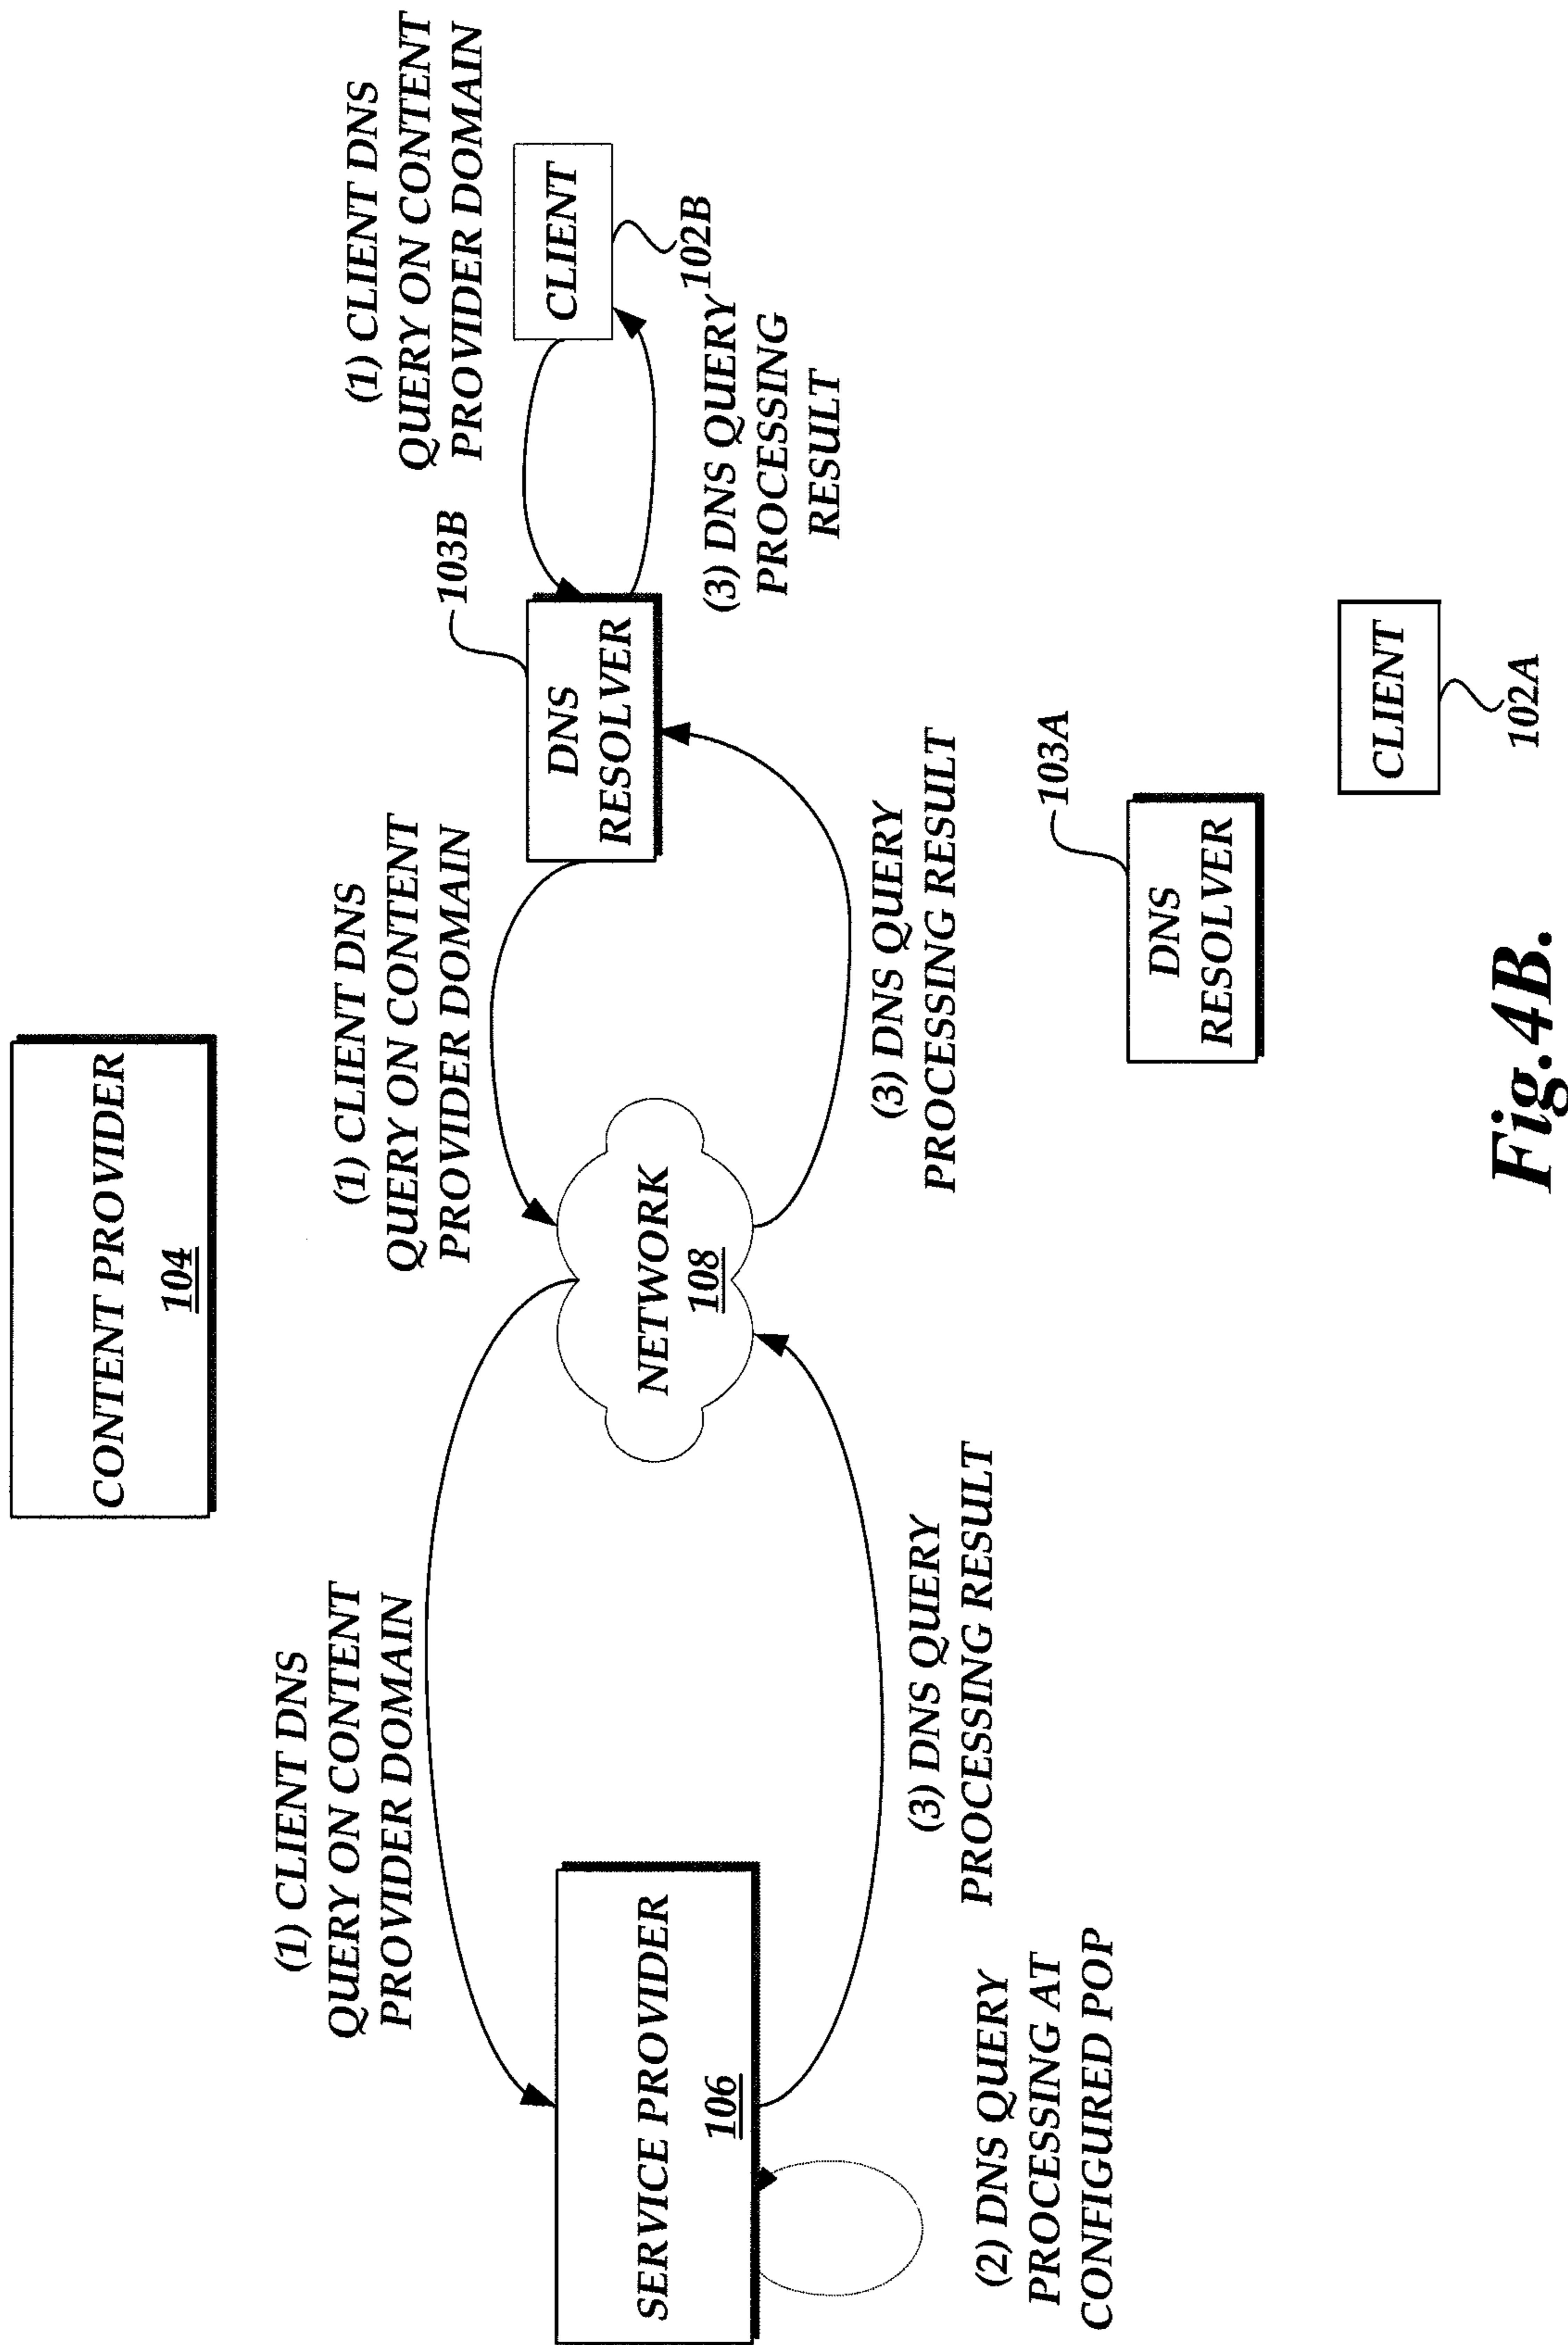 CONTENT PROVIDER
104
(1) CLIENT DNS
QUERY ON CONTENT
PROVIDER DOMAIN
(1) CLIENT DNS
QUERY ON CONTENT
PROVIDER DOMAIN
(1) CLIENT DNS
QUERY ON CONTENT
PROVIDER DOMAIN
103B
SERVICE PROVIDER
106
NETWORK
108
DNS
RESOLVER
CLIENT
102B
(3) DNS QUERY
PROCESSING
RESULT
(3) DNS QUERY
PROCESSING RESULT
(3) DNS QUERY
PROCESSING RESULT
(2) DNS QUERY
PROCESSING AT
CONFIGURED POP
103A
DNS
RESOLVER
CLIENT
102A
Fig.4B.